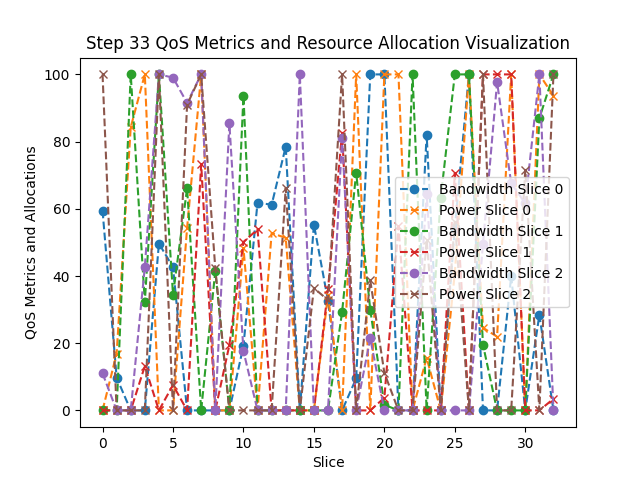 Step 33 QoS Metrics and Resource Allocation Visualization
QoS Metrics and Allocations
100
80
60
40
20
0
Bandwidth Slice 0
Power Slice 0
Bandwidth Slice 1
Power Slice 1
Bandwidth Slice 2
Power Slice 2
0 5 10 15 20 25 30
Slice